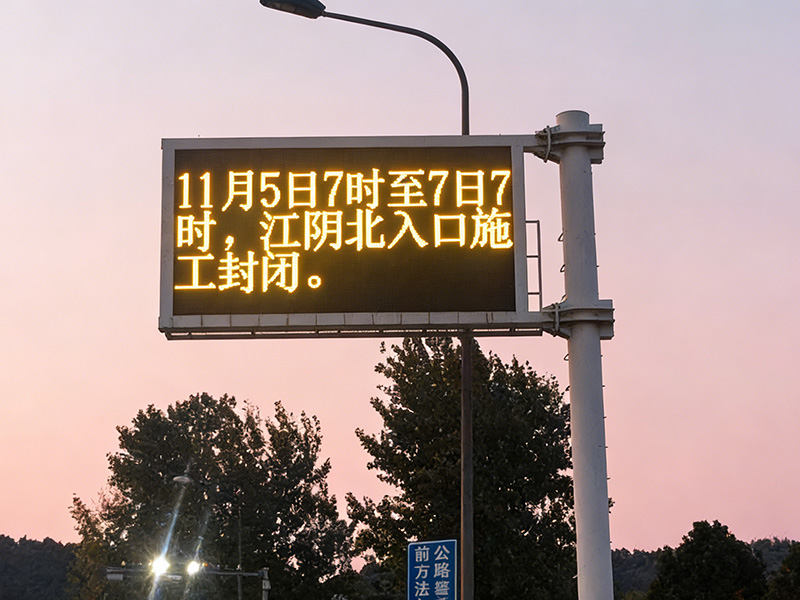 11月5日7时至7日7
时，江阴北入口施
工封闭。
公路警
前方法